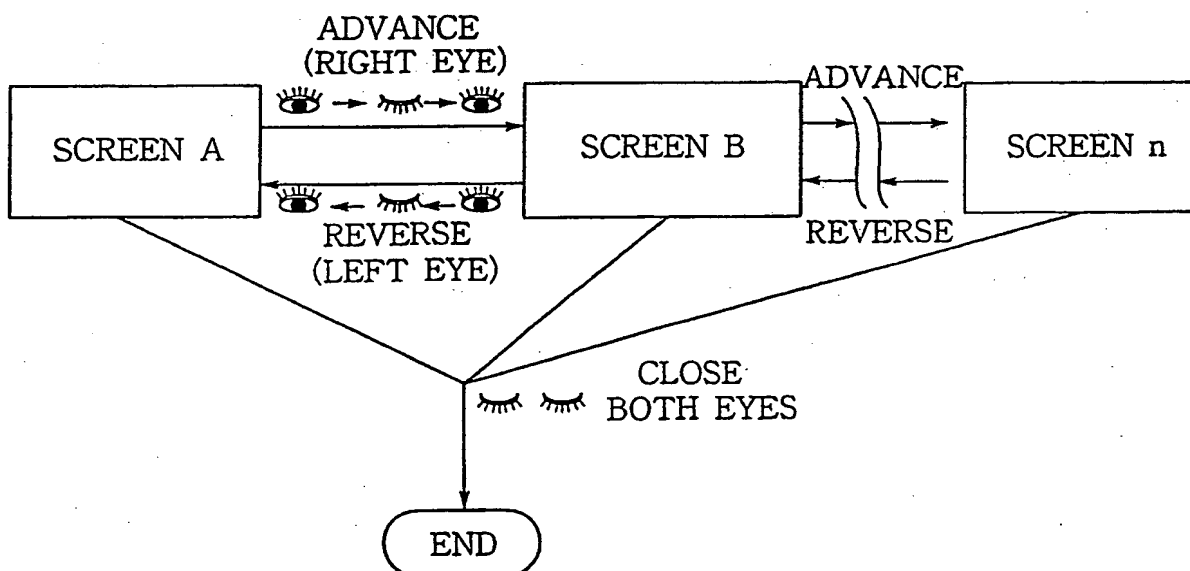 ADVANCE
(RIGHT EYE)
ADVANCE
SCREEN A
SCREEN B
SCREEN n
REVERSE
(LEFT EYE)
REVERSE
CLOSE
BOTH EYES
END